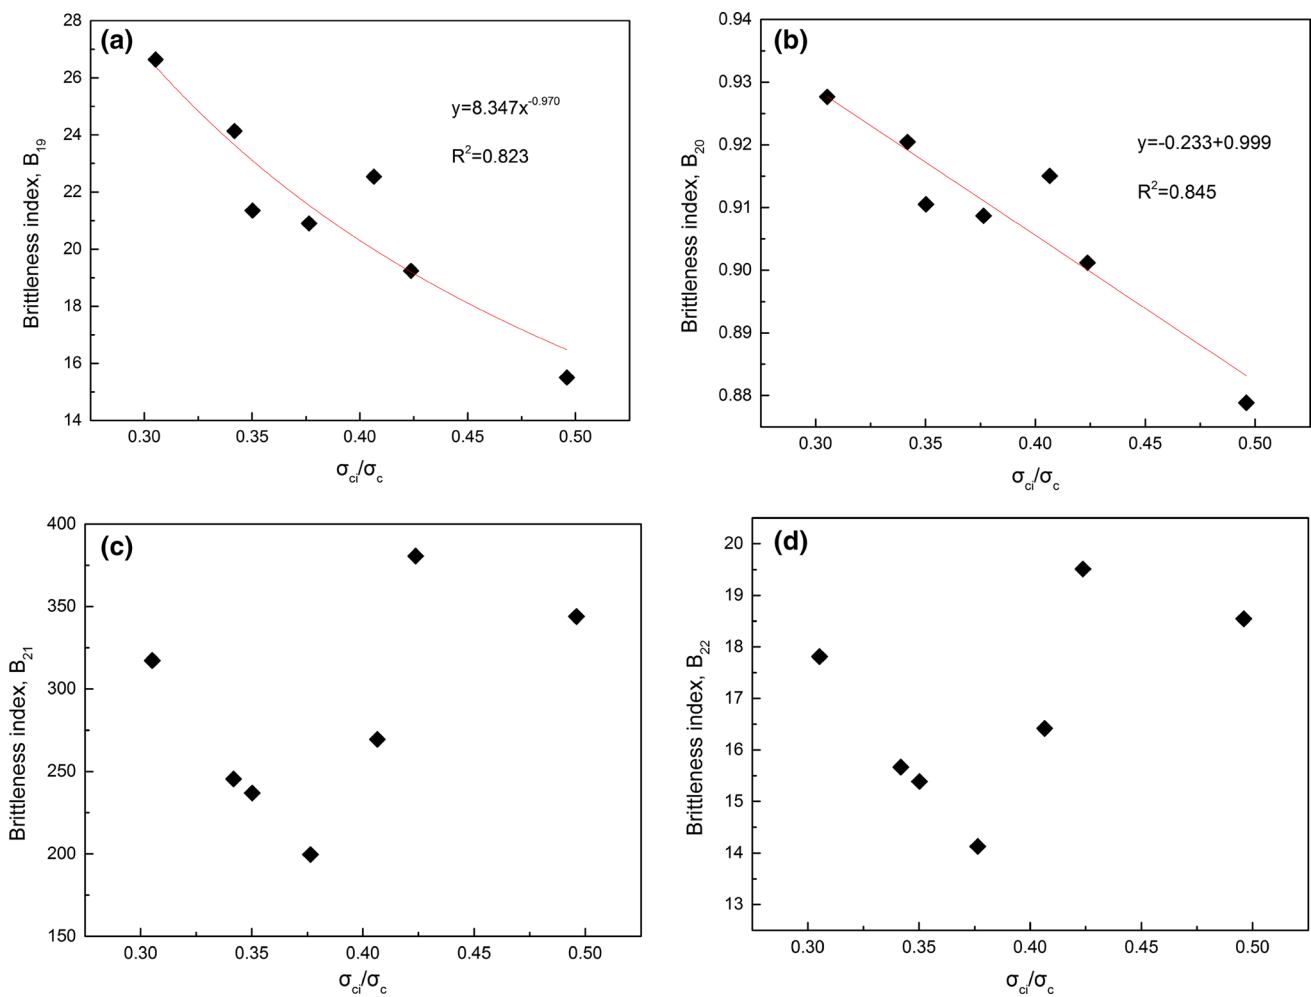 (a)
28
26
24
22
20
18
16
14
Brittleness index, B19
y=8.347x-0.970
R2=0.823
0.30 0.35 0.40 0.45 0.50
σci/σc
(b)
0.94
0.93
0.92
0.91
0.90
0.89
0.88
Brittleness index, B20
y=-0.233+0.999
R2=0.845
0.30 0.35 0.40 0.45 0.50
σci/σc
(c)
400
350
300
250
200
150
Brittleness index, B21
0.30 0.35 0.40 0.45 0.50
σci/σc
(d)
20
19
18
17
16
15
14
13
Brittleness index, B22
0.30 0.35 0.40 0.45 0.50
σci/σc